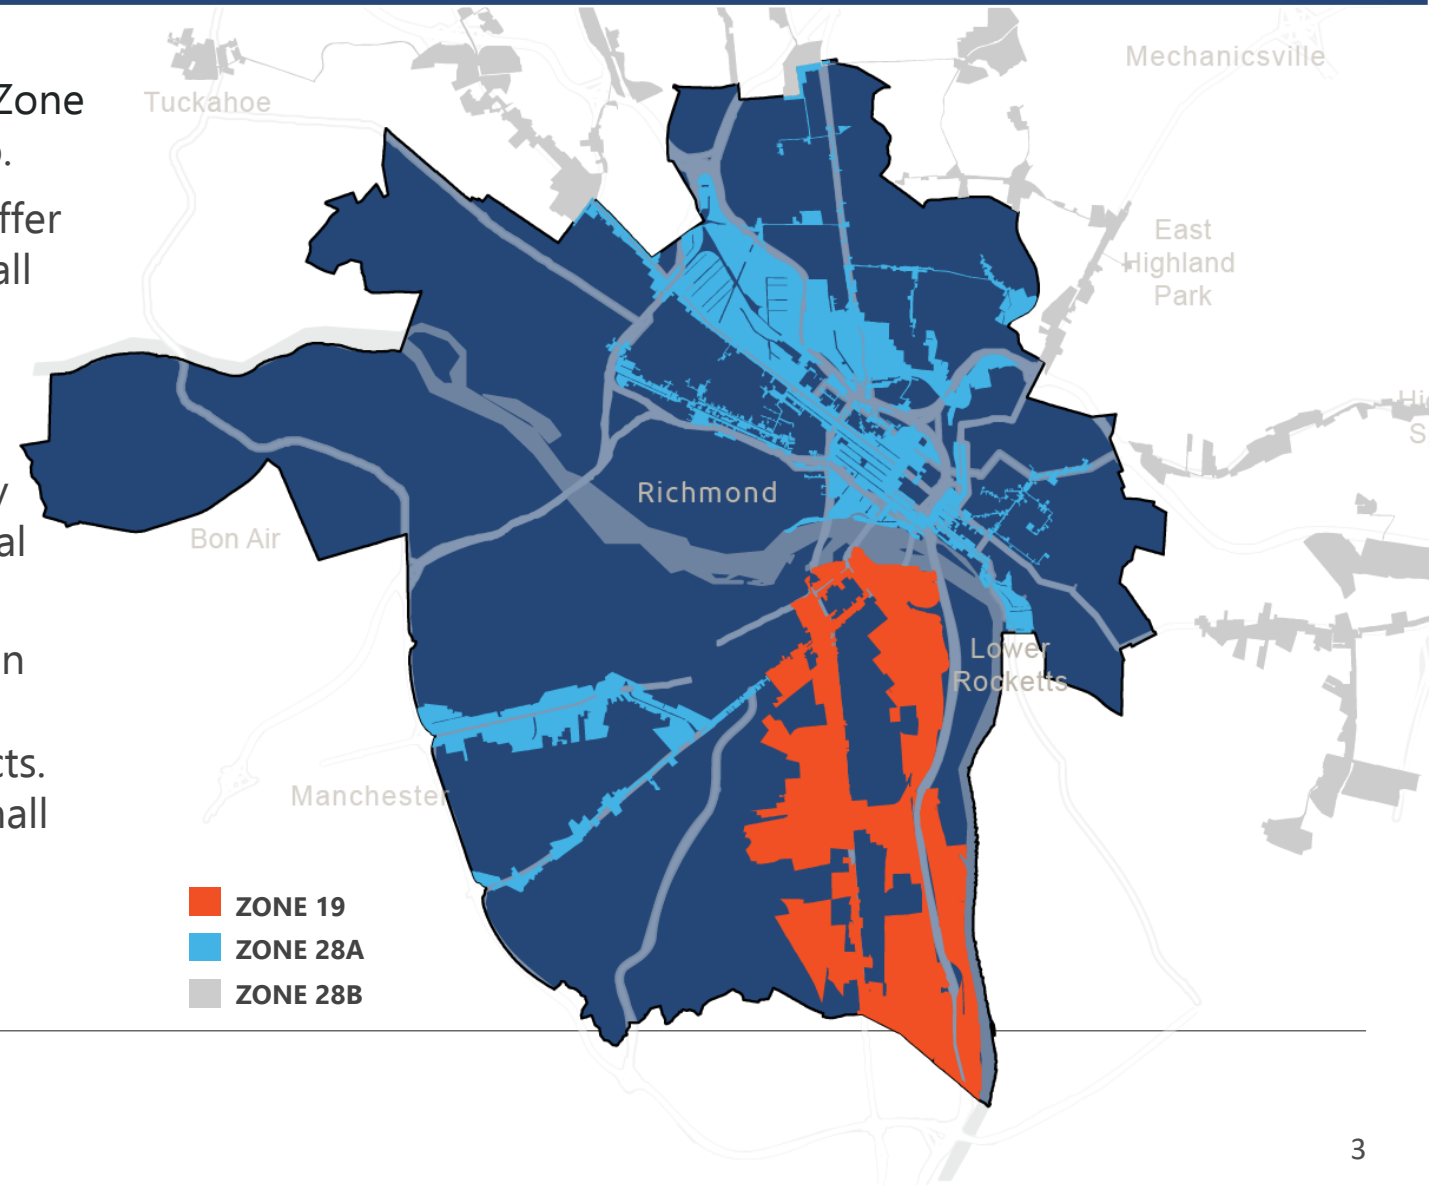 Zone
.
ffer
all
y
al
n
cts.
nall
Tuckahoe
Mechanicsville
East
Highland
Park
Richmond
Bon Air
Lower
Rocketts
Manchester
ZONE 19
ZONE 28A
ZONE 28B
3